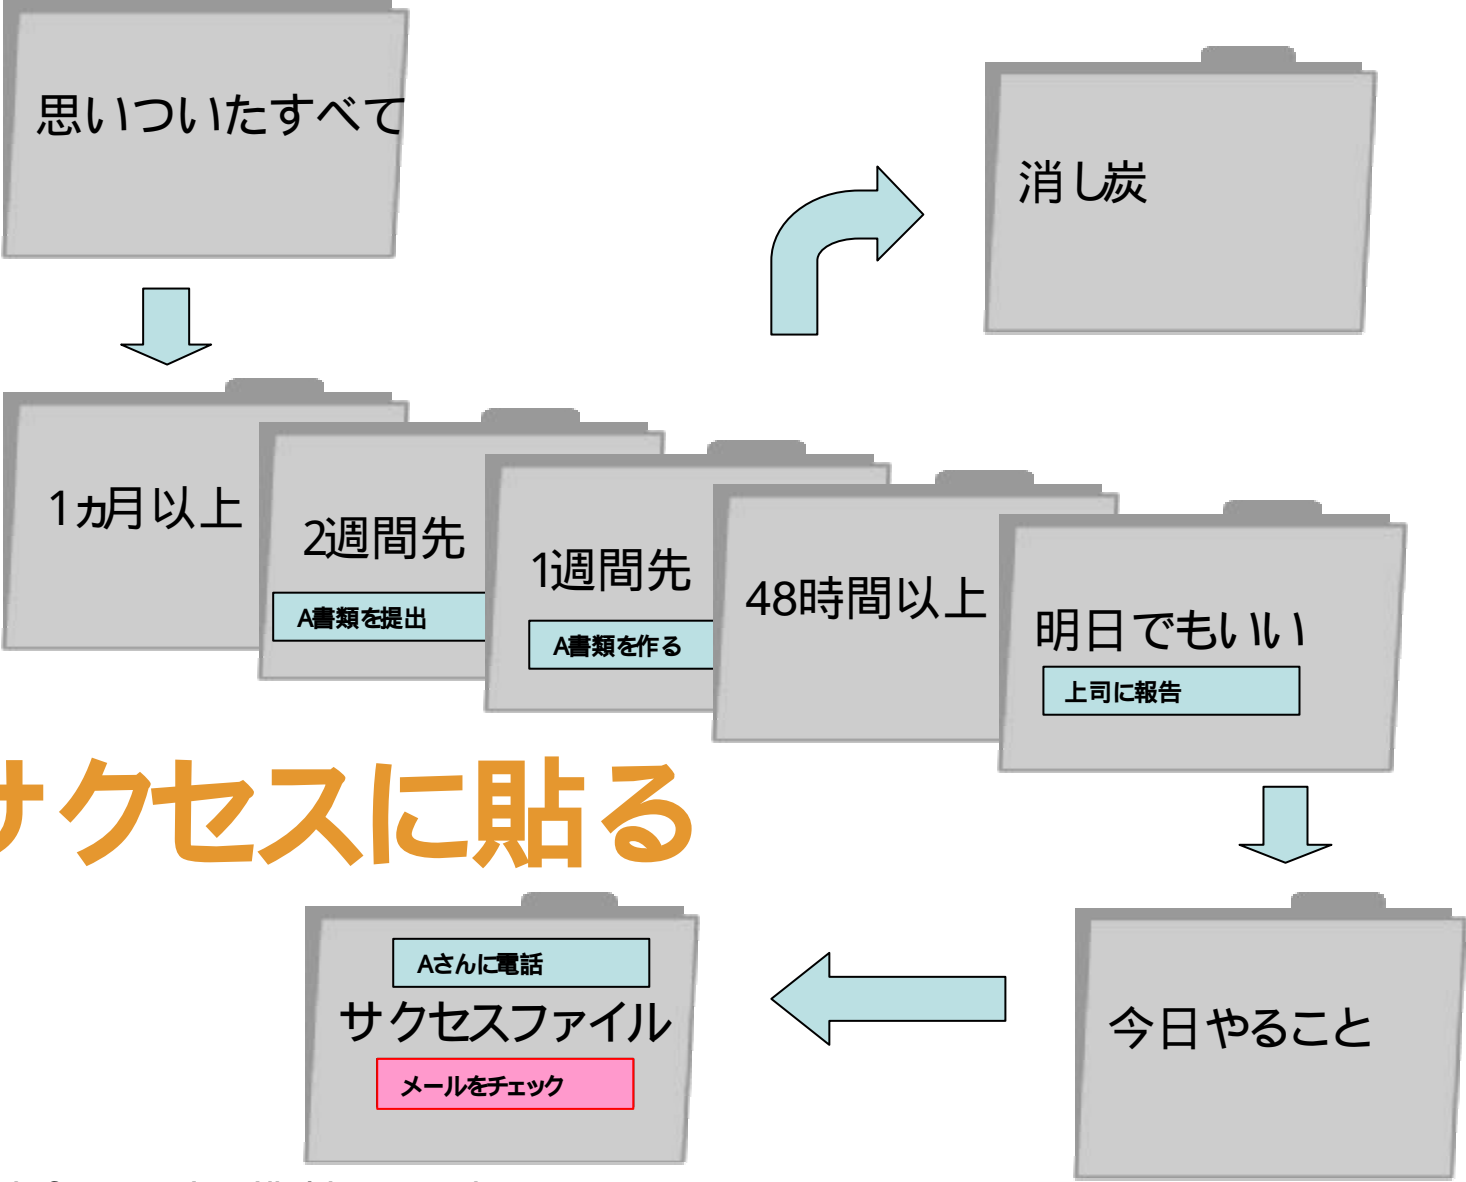 思いついたすべて
消し炭
1ヵ月以上
2週間先
A書類を提出
1週間先
A書類を作る
48時間以上
明日でもいい
上司に報告
サクセスに貼る
Aさんに電話
サクセスファイル
メールをチェック
今日やること